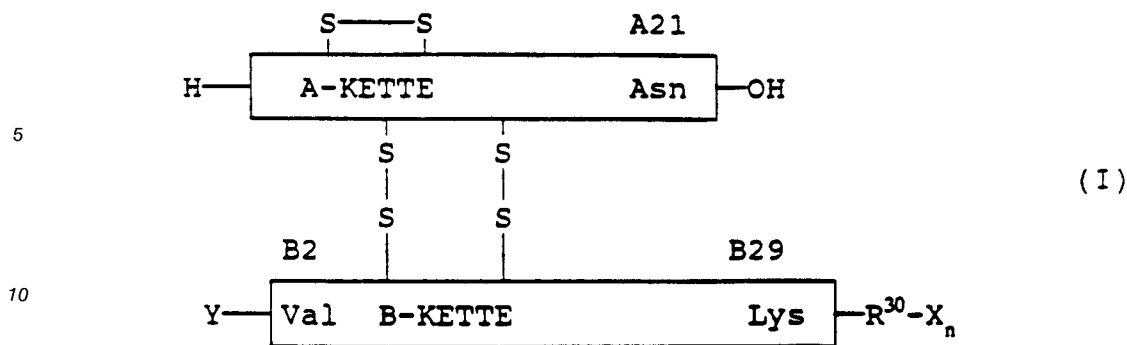 S S A21
H A-KETTE Asn OH
5
S S
(I)
S S
B2 B29
10
Y Val B-KETTE Lys R³⁰-Xₙ